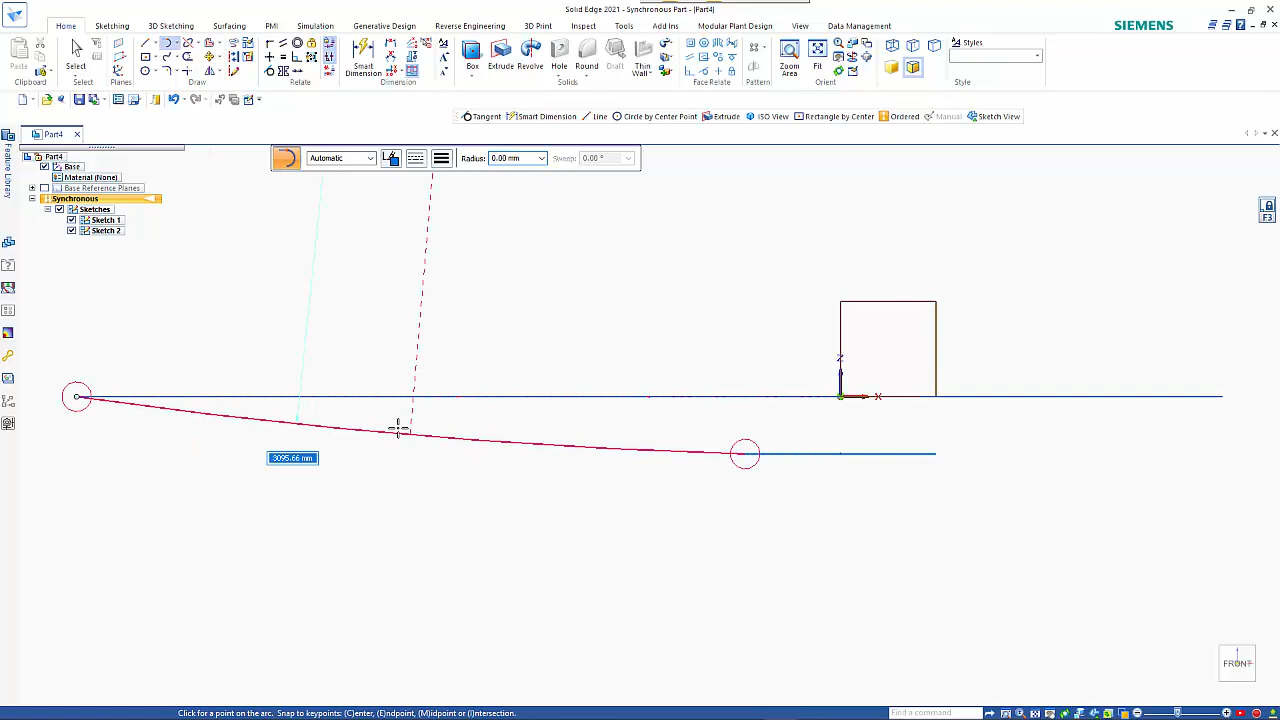 Solid Edge 2021 - Synchronous Part - [Part4]
Home Sketching 3D Sketching Surfacing PMI Simulation Generative Design Reverse Engineering 3D Print Inspect Tools Add Ins Modular Plant Design View Data Management
SIEMENS
Paste Select Smart Dimension Box Extrude Revolve Hole Round Draft Thin Wall Zoom Area Fit Styles
Clipboard Select Planes Draw Relate Dimension Solids Face Relate Pattern Orient Style
Tangent Smart Dimension Line Circle by Center Point Extrude ISO View Rectangle by Center Ordered Manual Sketch View
Part4
Automatic Radius: 0.00 mm Sweep: 0.00 °
Feature Library
Part4
Base
Material (None)
Base Reference Planes
Synchronous
Sketches
Sketch 1
Sketch 2
F3
Z
X
3095.66 mm
FRONT
Click for a point on the arc. Snap to keypoints: (C)enter, (E)ndpoint, (M)idpoint or (I)ntersection.
Find a command